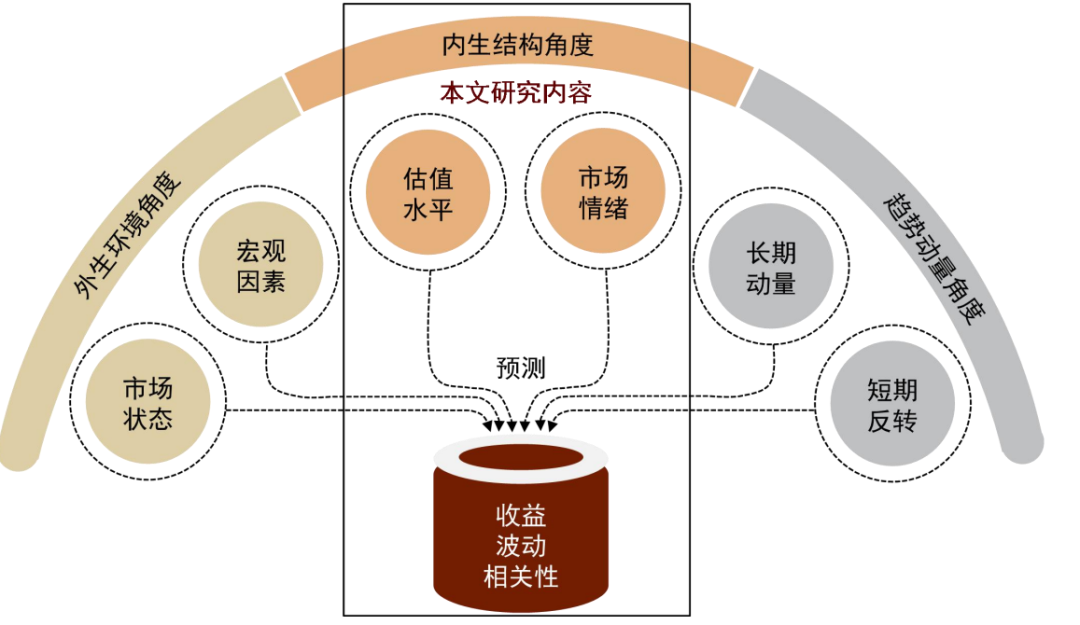 内生结构角度
本文研究内容
外生环境角度
趋势动量角度
估值
水平
市场
情绪
宏观
因素
长期
动量
市场
状态
短期
反转
预测
收益
波动
相关性